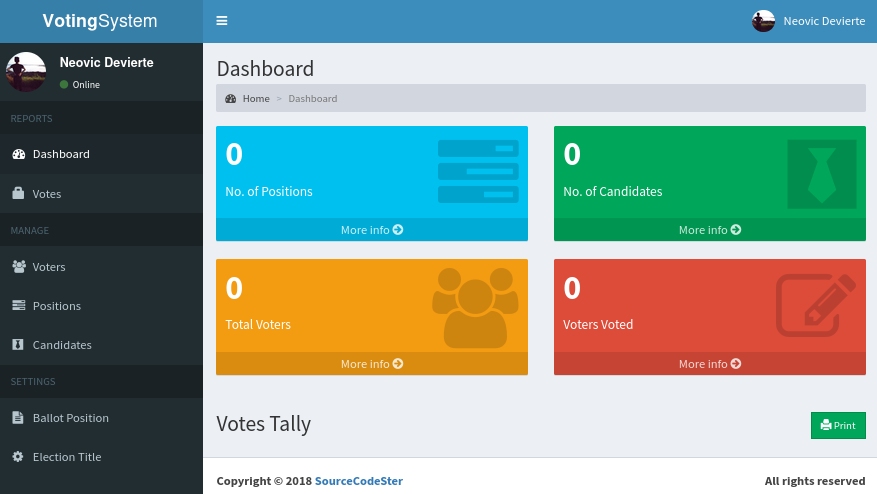 VotingSystem
Neovic Devierte
Neovic Devierte
Online
REPORTS
Dashboard
Votes
MANAGE
Voters
Positions
Candidates
SETTINGS
Ballot Position
Election Title
Dashboard
Home > Dashboard
0
No. of Positions
More info
0
No. of Candidates
More info
0
Total Voters
More info
0
Voters Voted
More info
Votes Tally
Print
Copyright © 2018 SourceCodeSter
All rights reserved